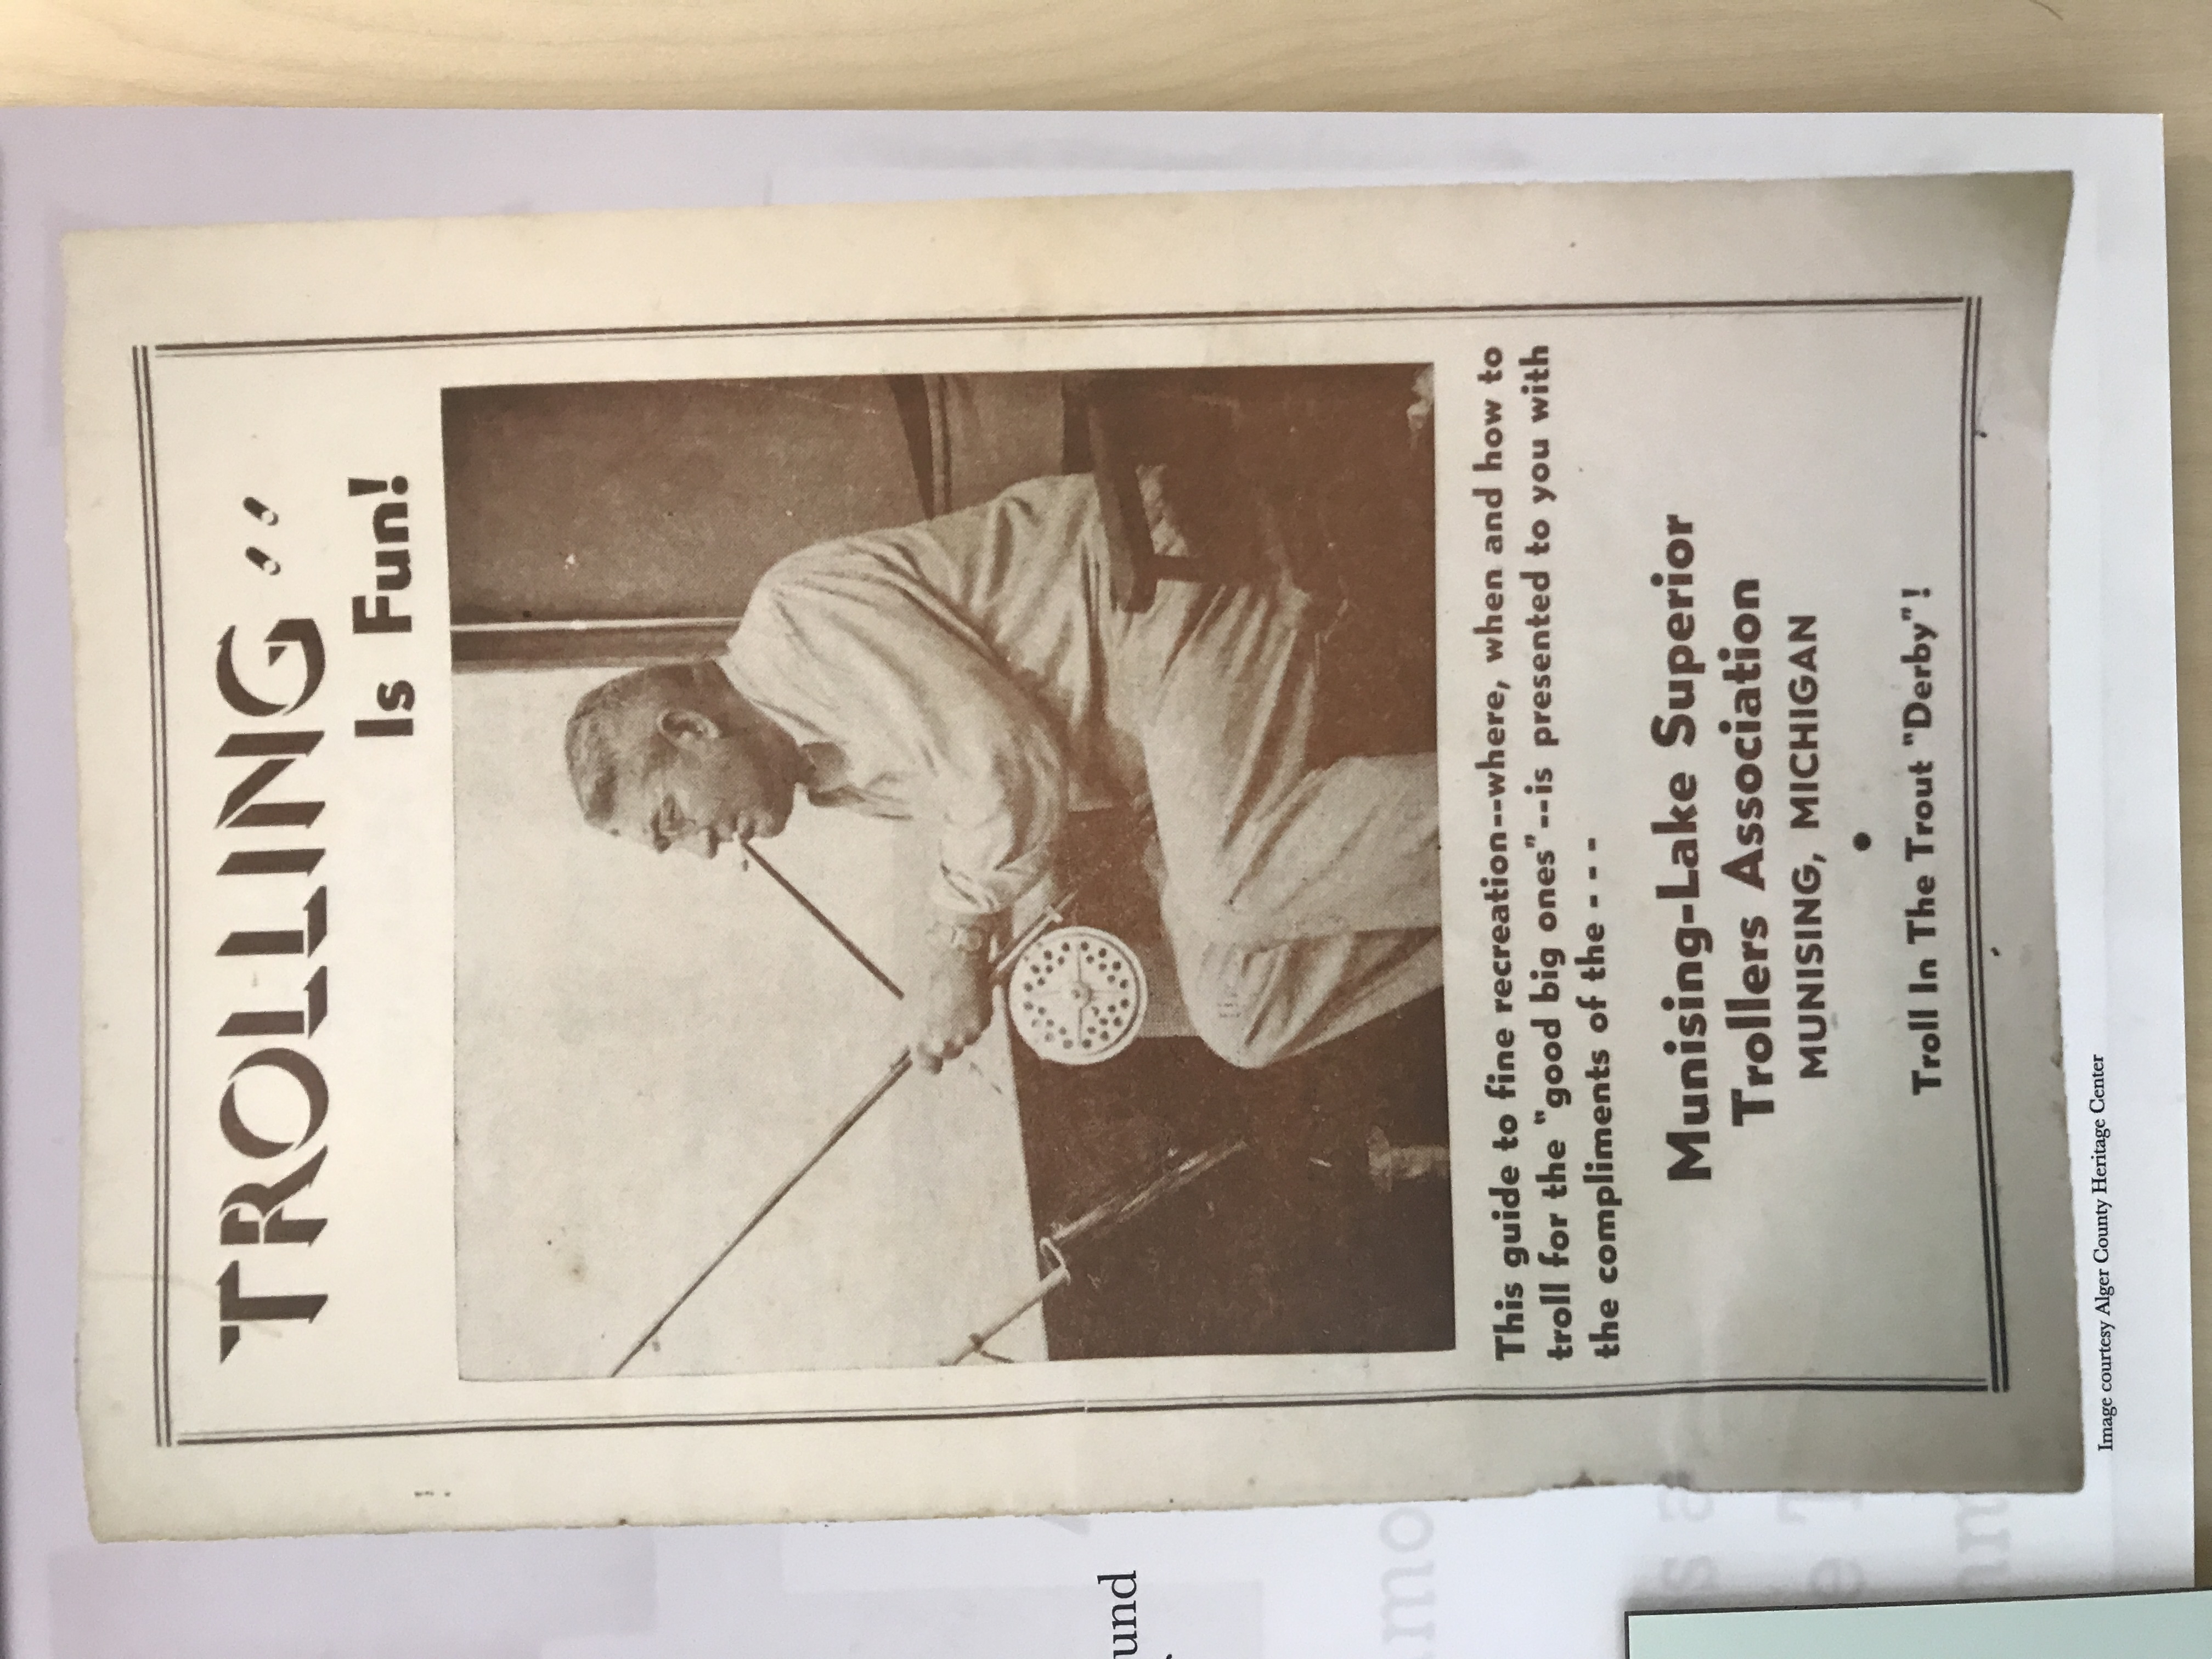 TROLLING --
Is Fun!
This guide to fine recreation--where, when and how to
troll for the "good big ones"--is presented to you with
the compliments of the - - -
Munising-Lake Superior
Trollers Association
MUNISING, MICHIGAN
•
Troll In The Trout "Derby"!
Image courtesy Alger County Heritage Center
und